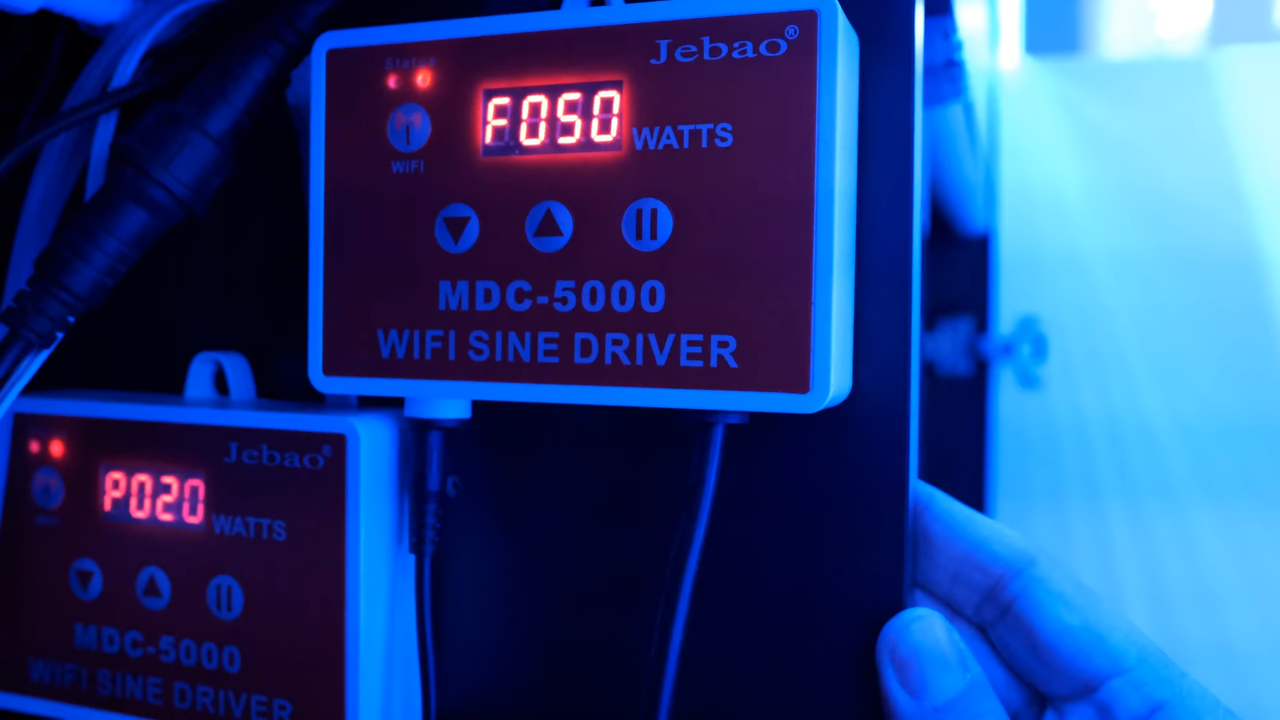 Jebao®
Status
F050
WATTS
WiFi
MDC-5000
WIFI SINE DRIVER
Jebao®
P020
WATTS
MDC-5000
WIFI SINE DRIVER